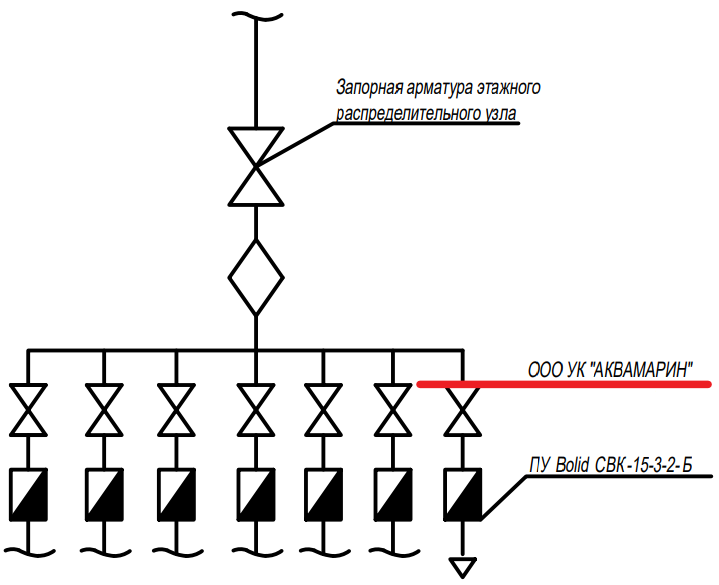 Запорная арматура этажного
распределительного узла
ООО УК "АКВАМАРИН"
ПУ Bolid СВК-15-3-2-Б